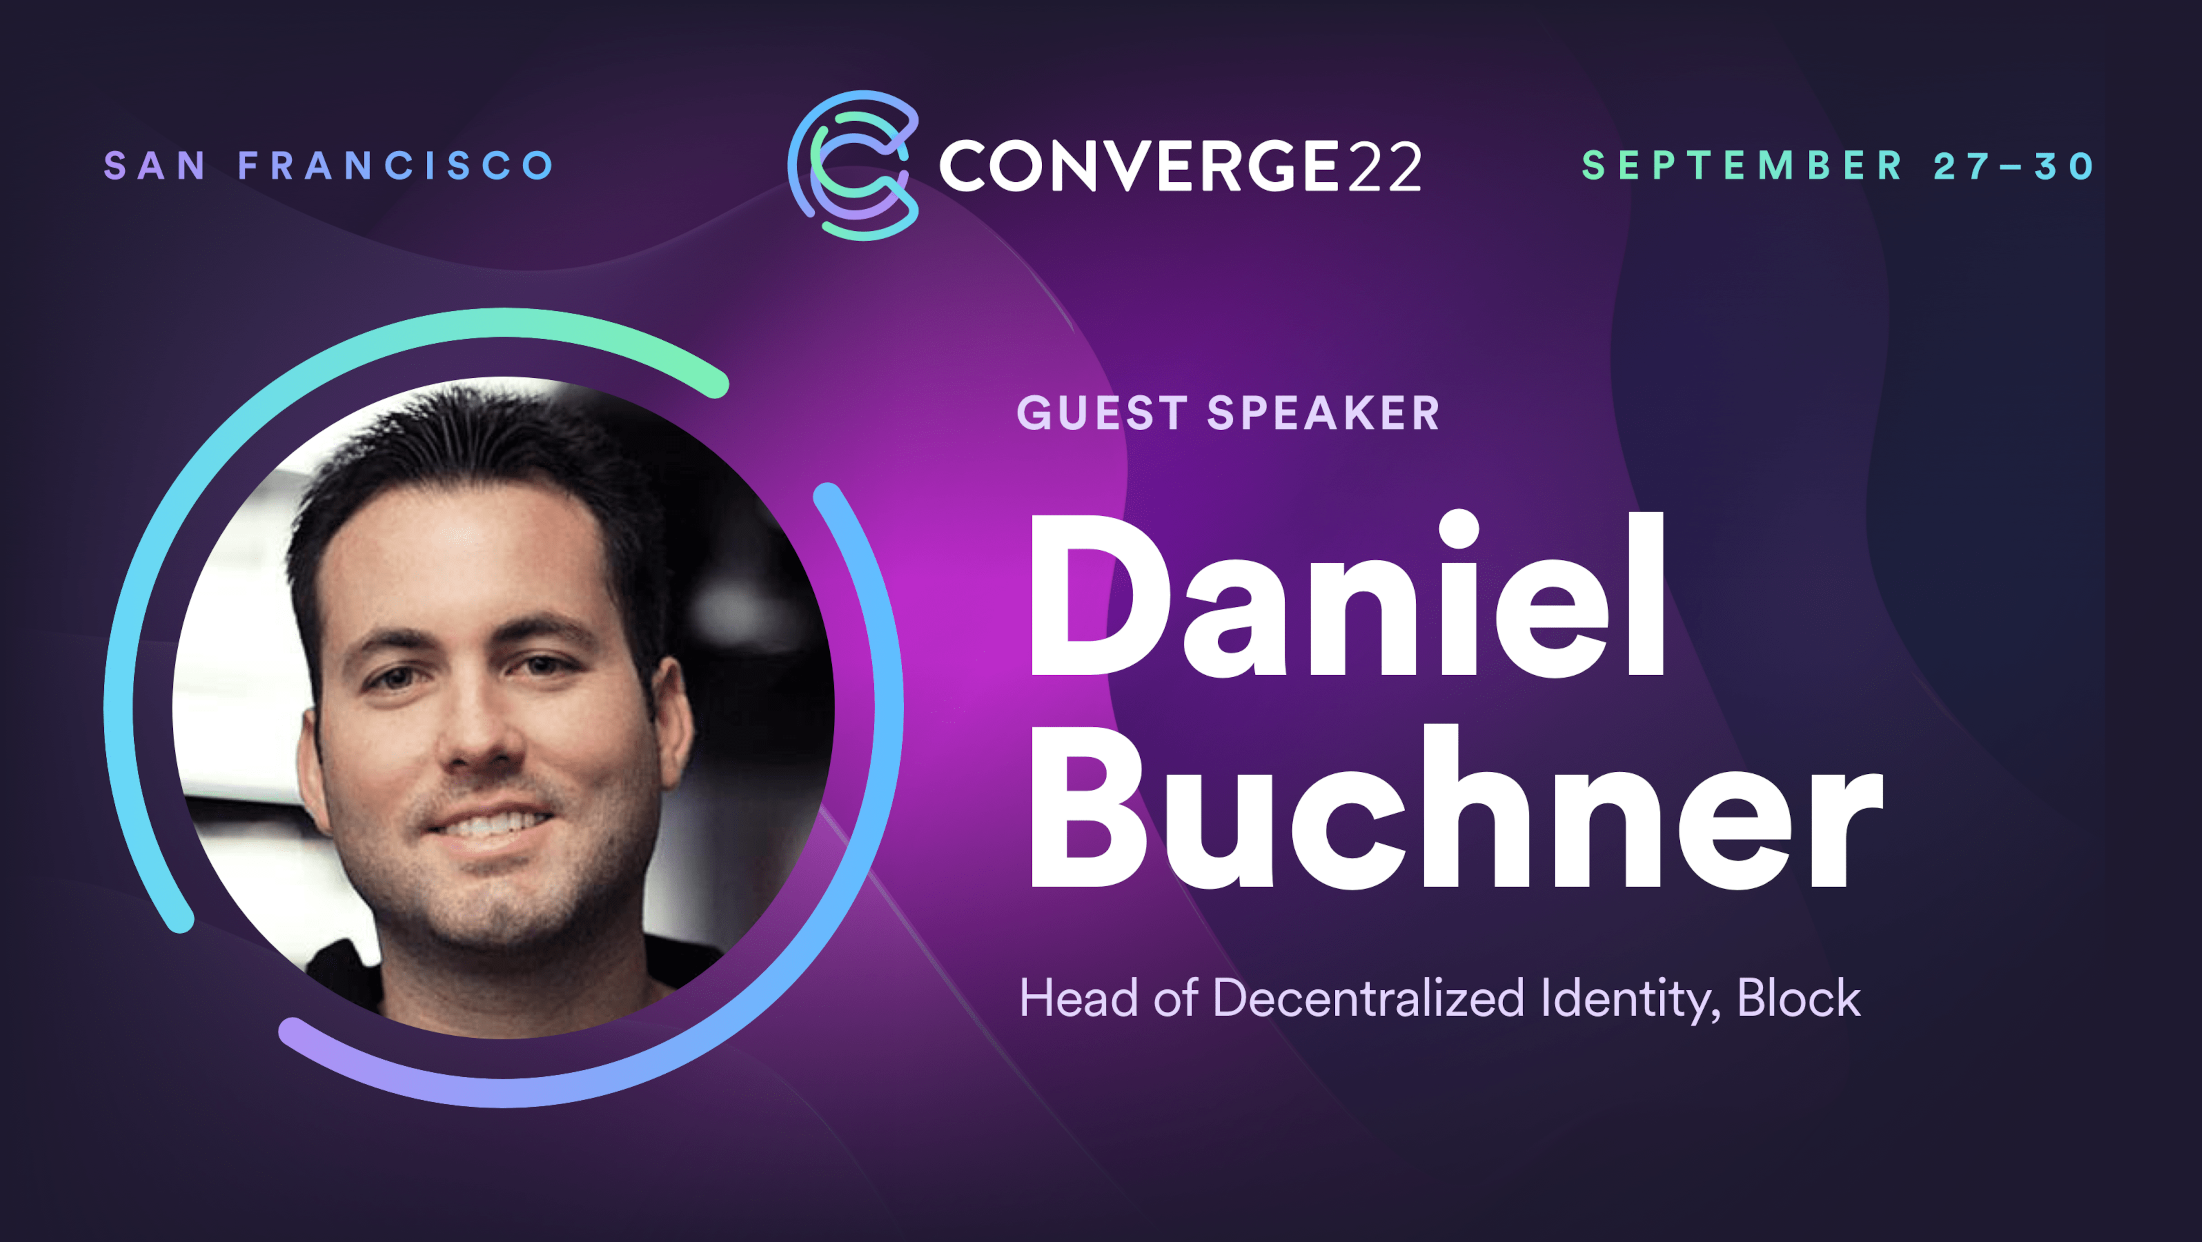 SAN FRANCISCO
CONVERGE22
SEPTEMBER 27–30
GUEST SPEAKER
Daniel
Buchner
Head of Decentralized Identity, Block